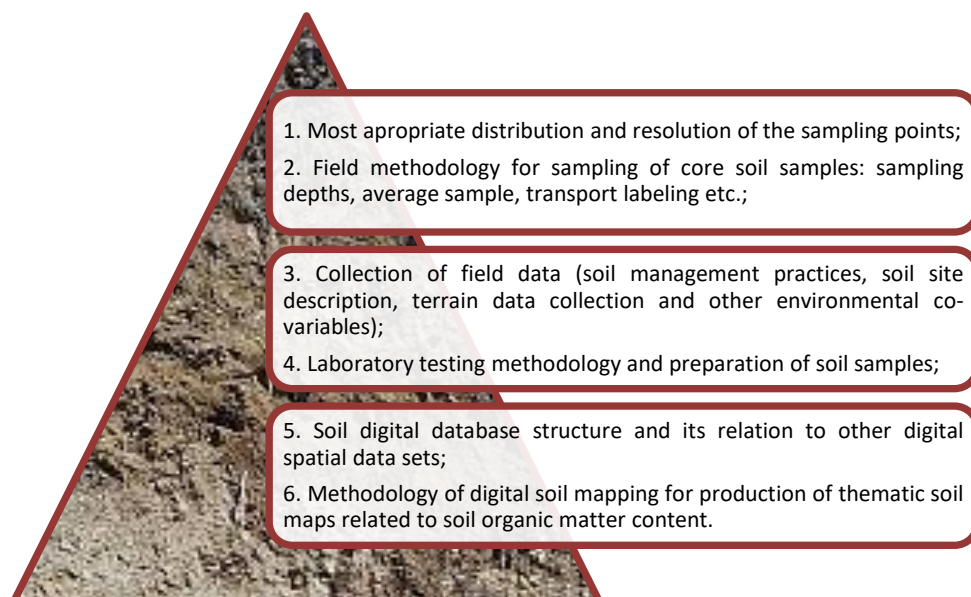 1. Most apropriate distribution and resolution of the sampling points;
2. Field methodology for sampling of core soil samples: sampling
depths, average sample, transport labeling etc.;
3. Collection of field data (soil management practices, soil site
description, terrain data collection and other environmental co-
variables);
4. Laboratory testing methodology and preparation of soil samples;
5. Soil digital database structure and its relation to other digital
spatial data sets;
6. Methodology of digital soil mapping for production of thematic soil
maps related to soil organic matter content.